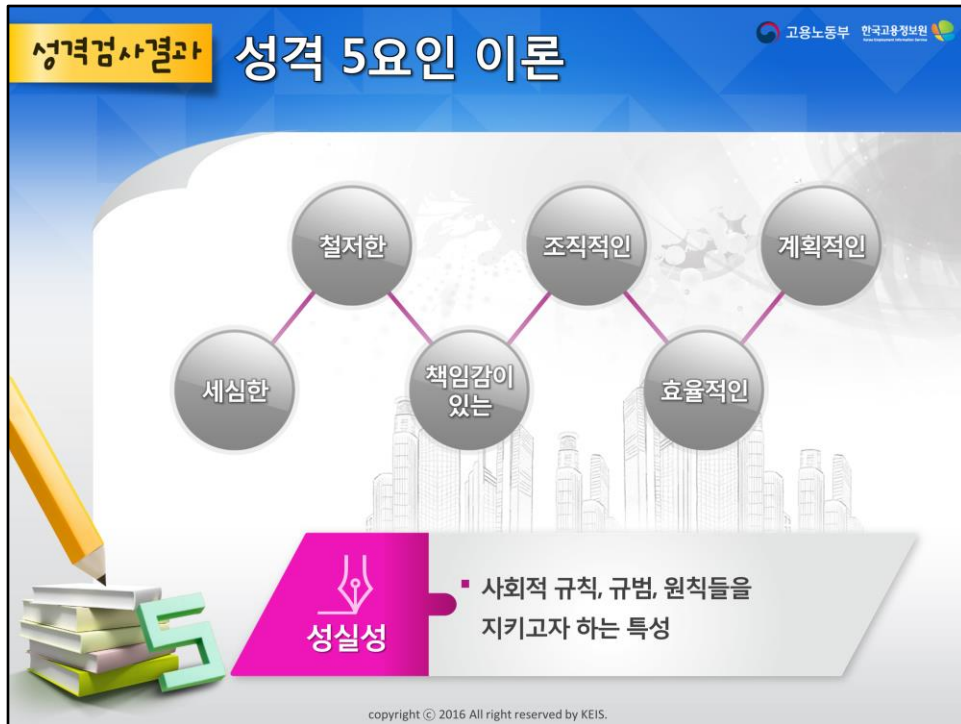 성격검사결과
성격 5요인 이론
고용노동부
한국고용정보원
철저한
조직적인
계획적인
세심한
책임감이
있는
효율적인
성실성
▪ 사회적 규칙, 규범, 원칙들을
지키고자 하는 특성
5
copyright ⓒ 2016 All right reserved by KEIS.